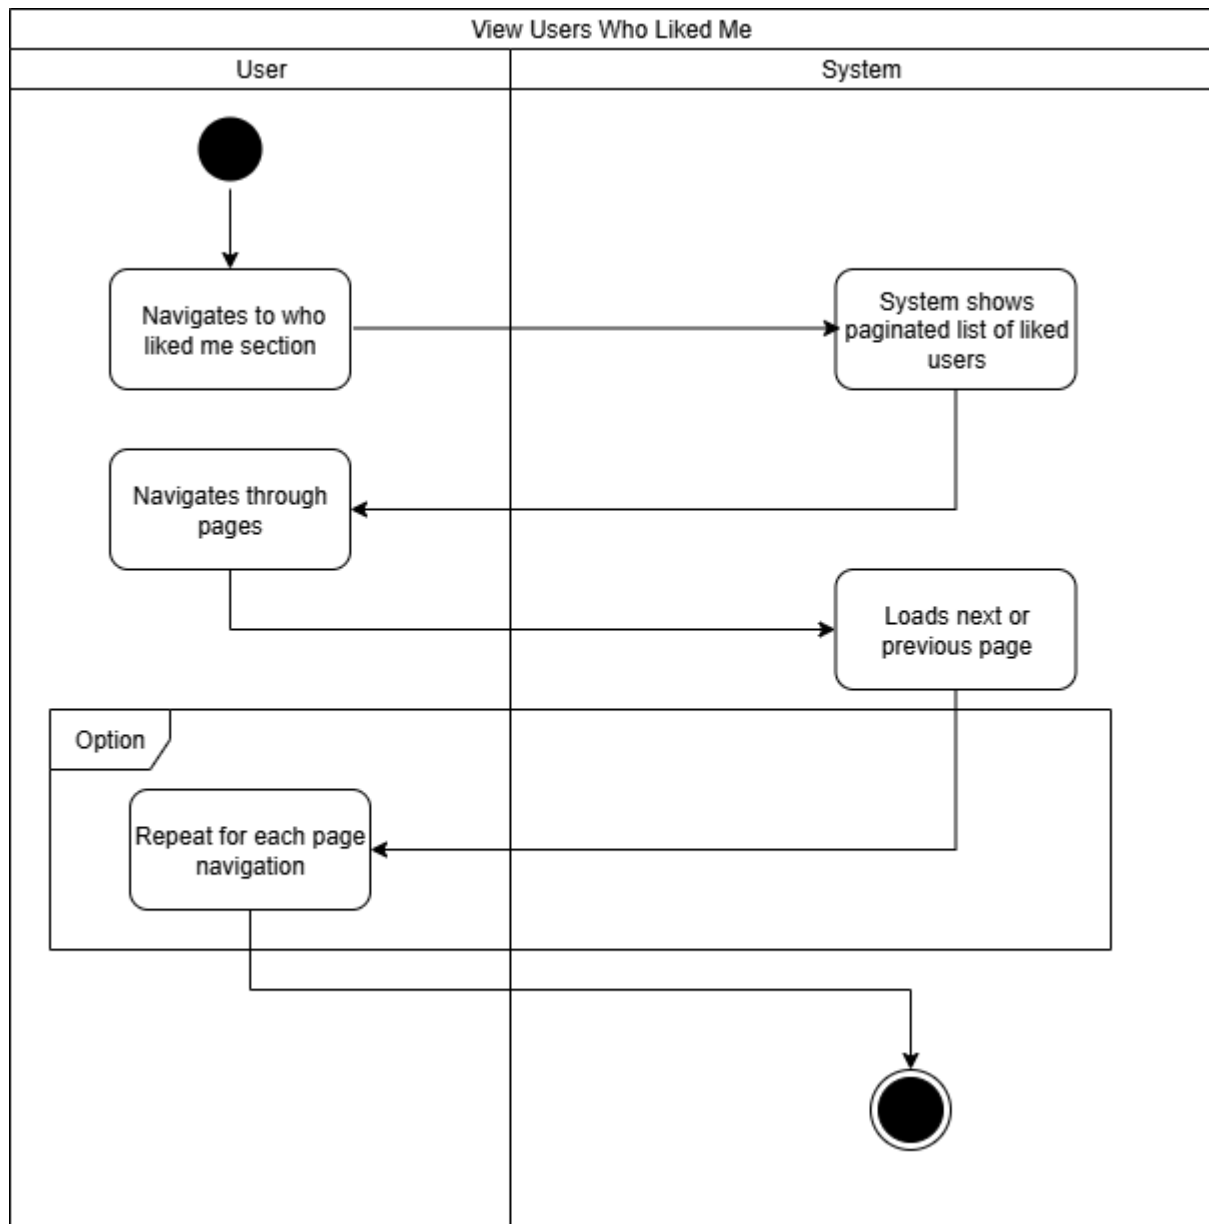 View Users Who Liked Me
User
System
Navigates to who
liked me section
System shows
paginated list of liked
users
Navigates through
pages
Loads next or
previous page
Option
Repeat for each page
navigation